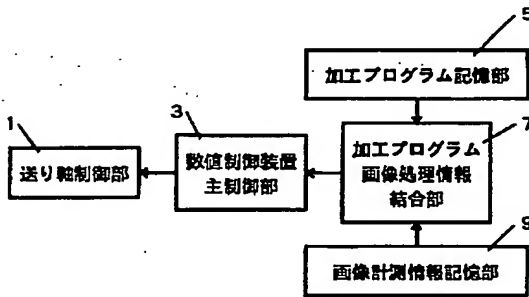 5
加工プログラム記憶部
7
3
1
加工プログラム
画像処理情報
結合部
数値制御装置
主制御部
送り軸制御部
9
画像計測情報記憶部